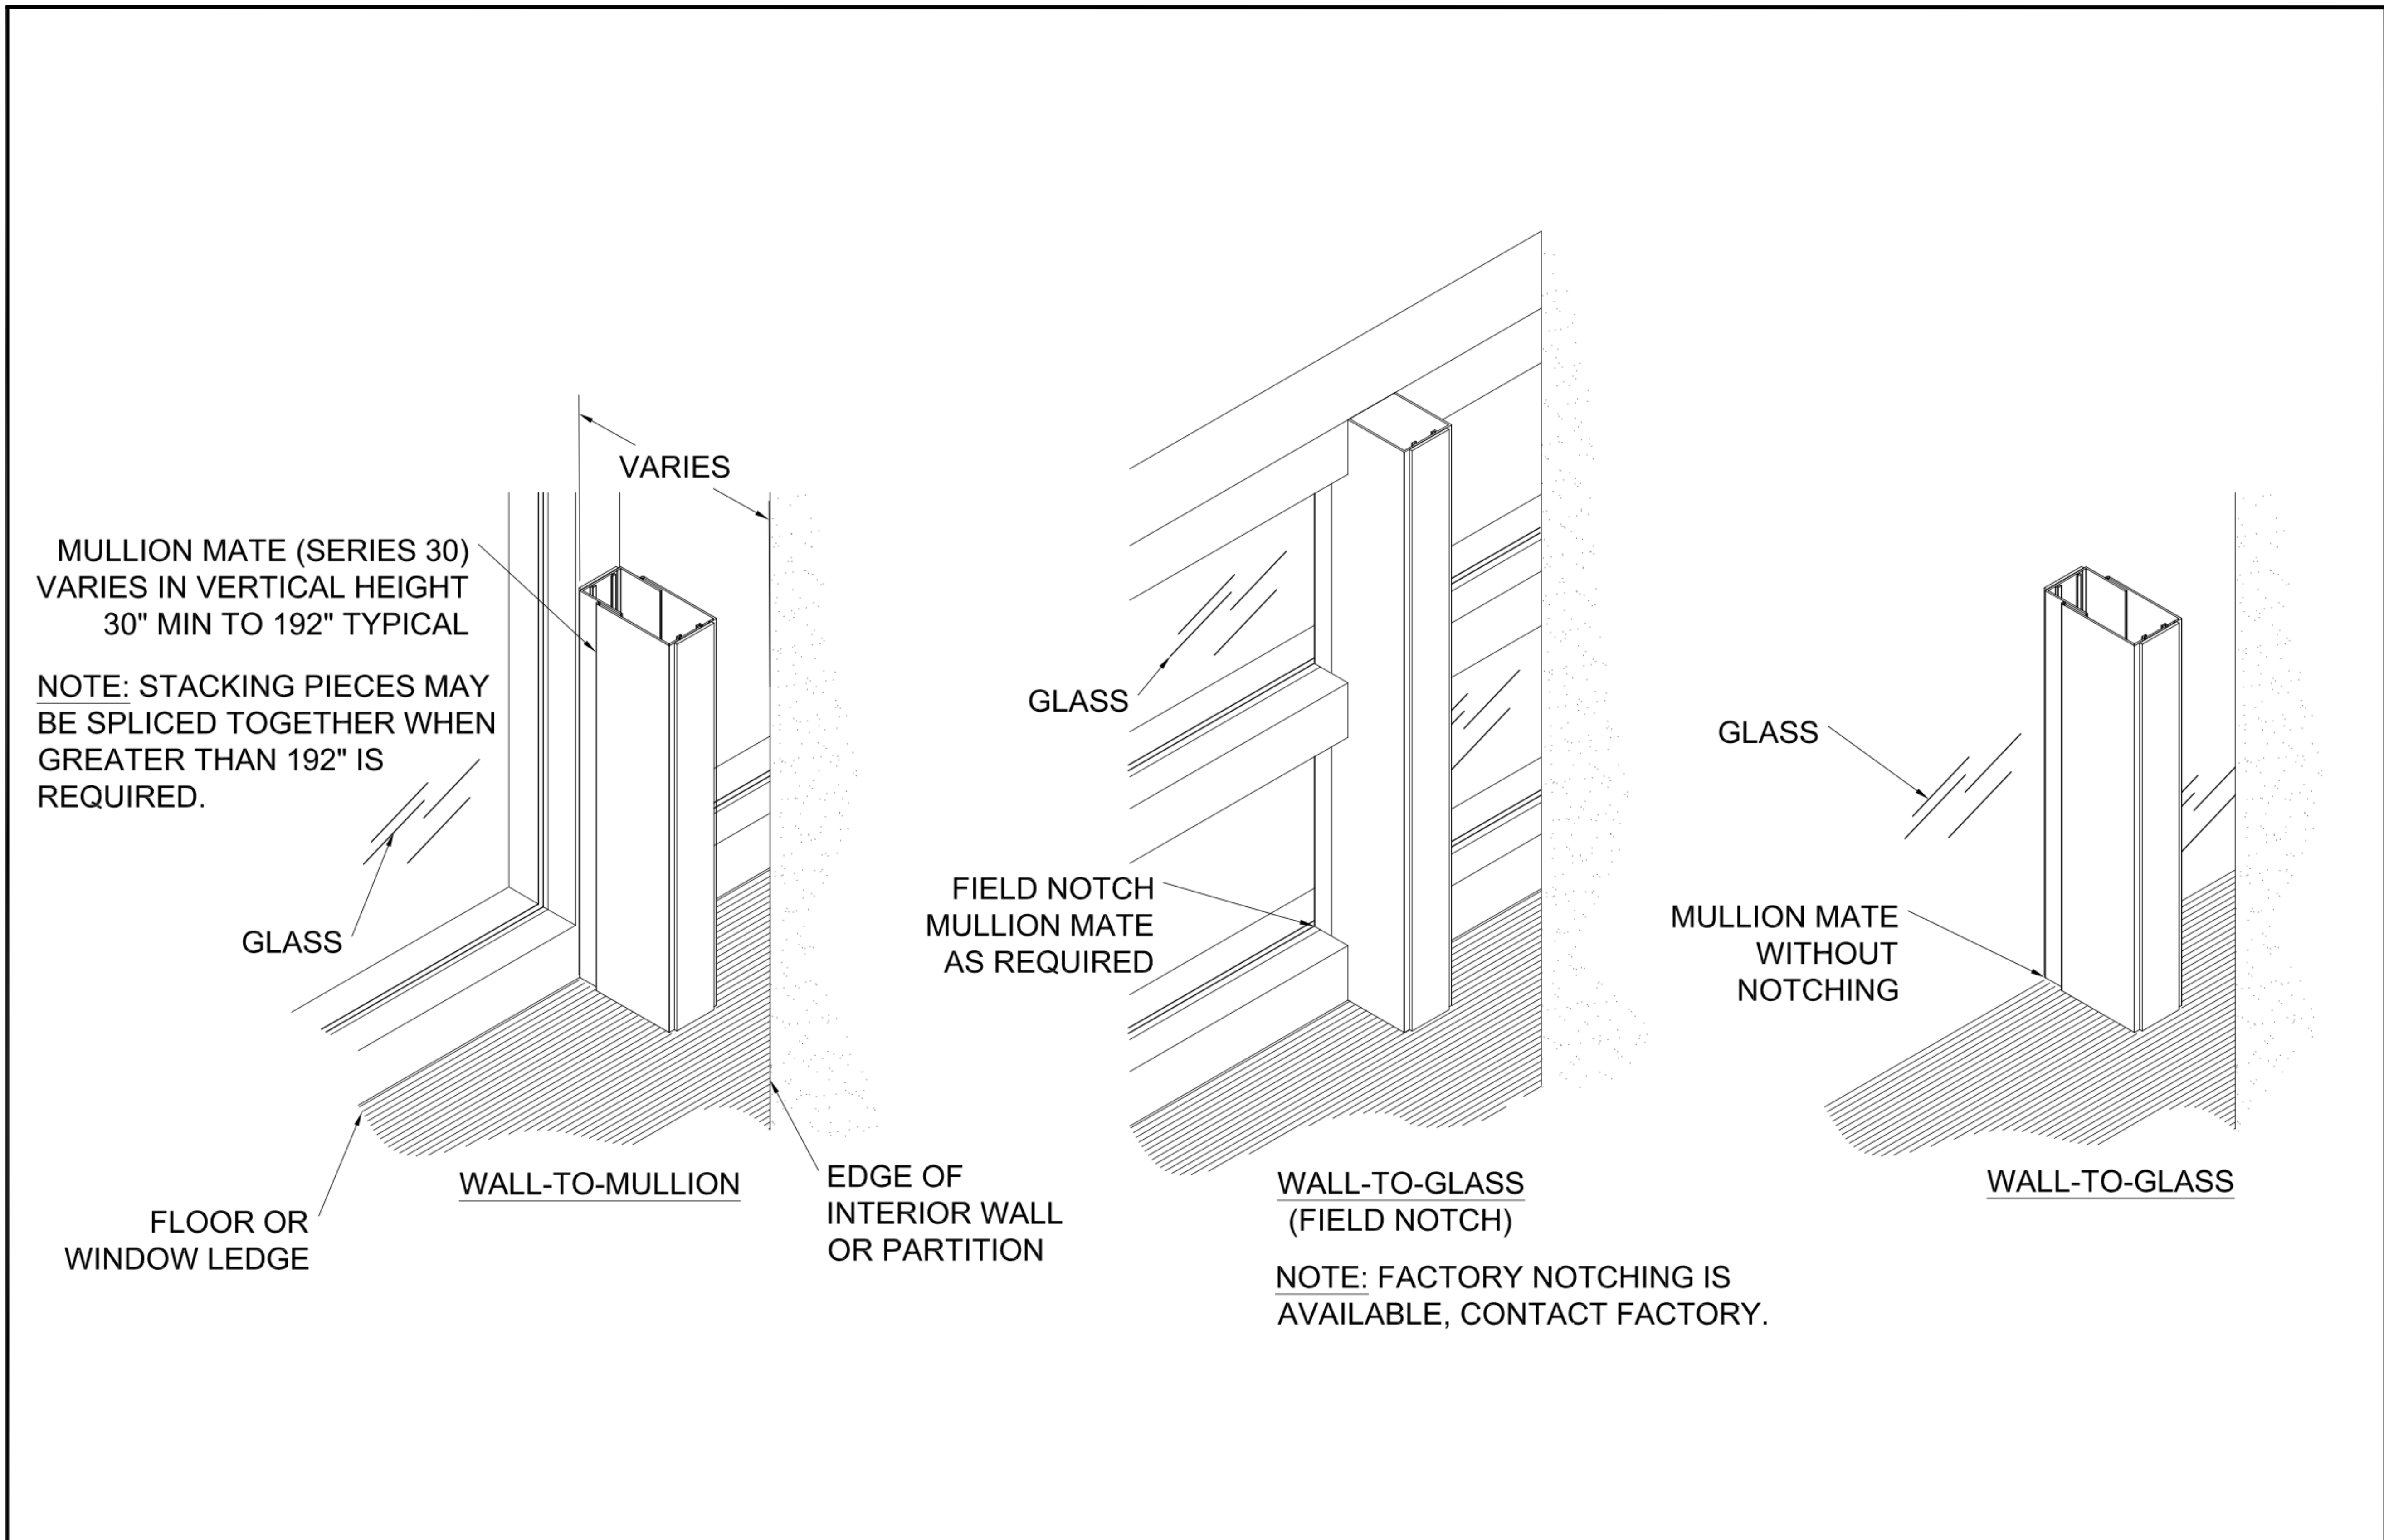 VARIES
MULLION MATE (SERIES 30)
VARIES IN VERTICAL HEIGHT
30" MIN TO 192" TYPICAL
NOTE: STACKING PIECES MAY
BE SPLICED TOGETHER WHEN
GREATER THAN 192" IS
REQUIRED.
GLASS
FLOOR OR
WINDOW LEDGE
WALL-TO-MULLION
EDGE OF
INTERIOR WALL
OR PARTITION
GLASS
FIELD NOTCH
MULLION MATE
AS REQUIRED
WALL-TO-GLASS
(FIELD NOTCH)
NOTE: FACTORY NOTCHING IS
AVAILABLE, CONTACT FACTORY.
GLASS
MULLION MATE
WITHOUT
NOTCHING
WALL-TO-GLASS